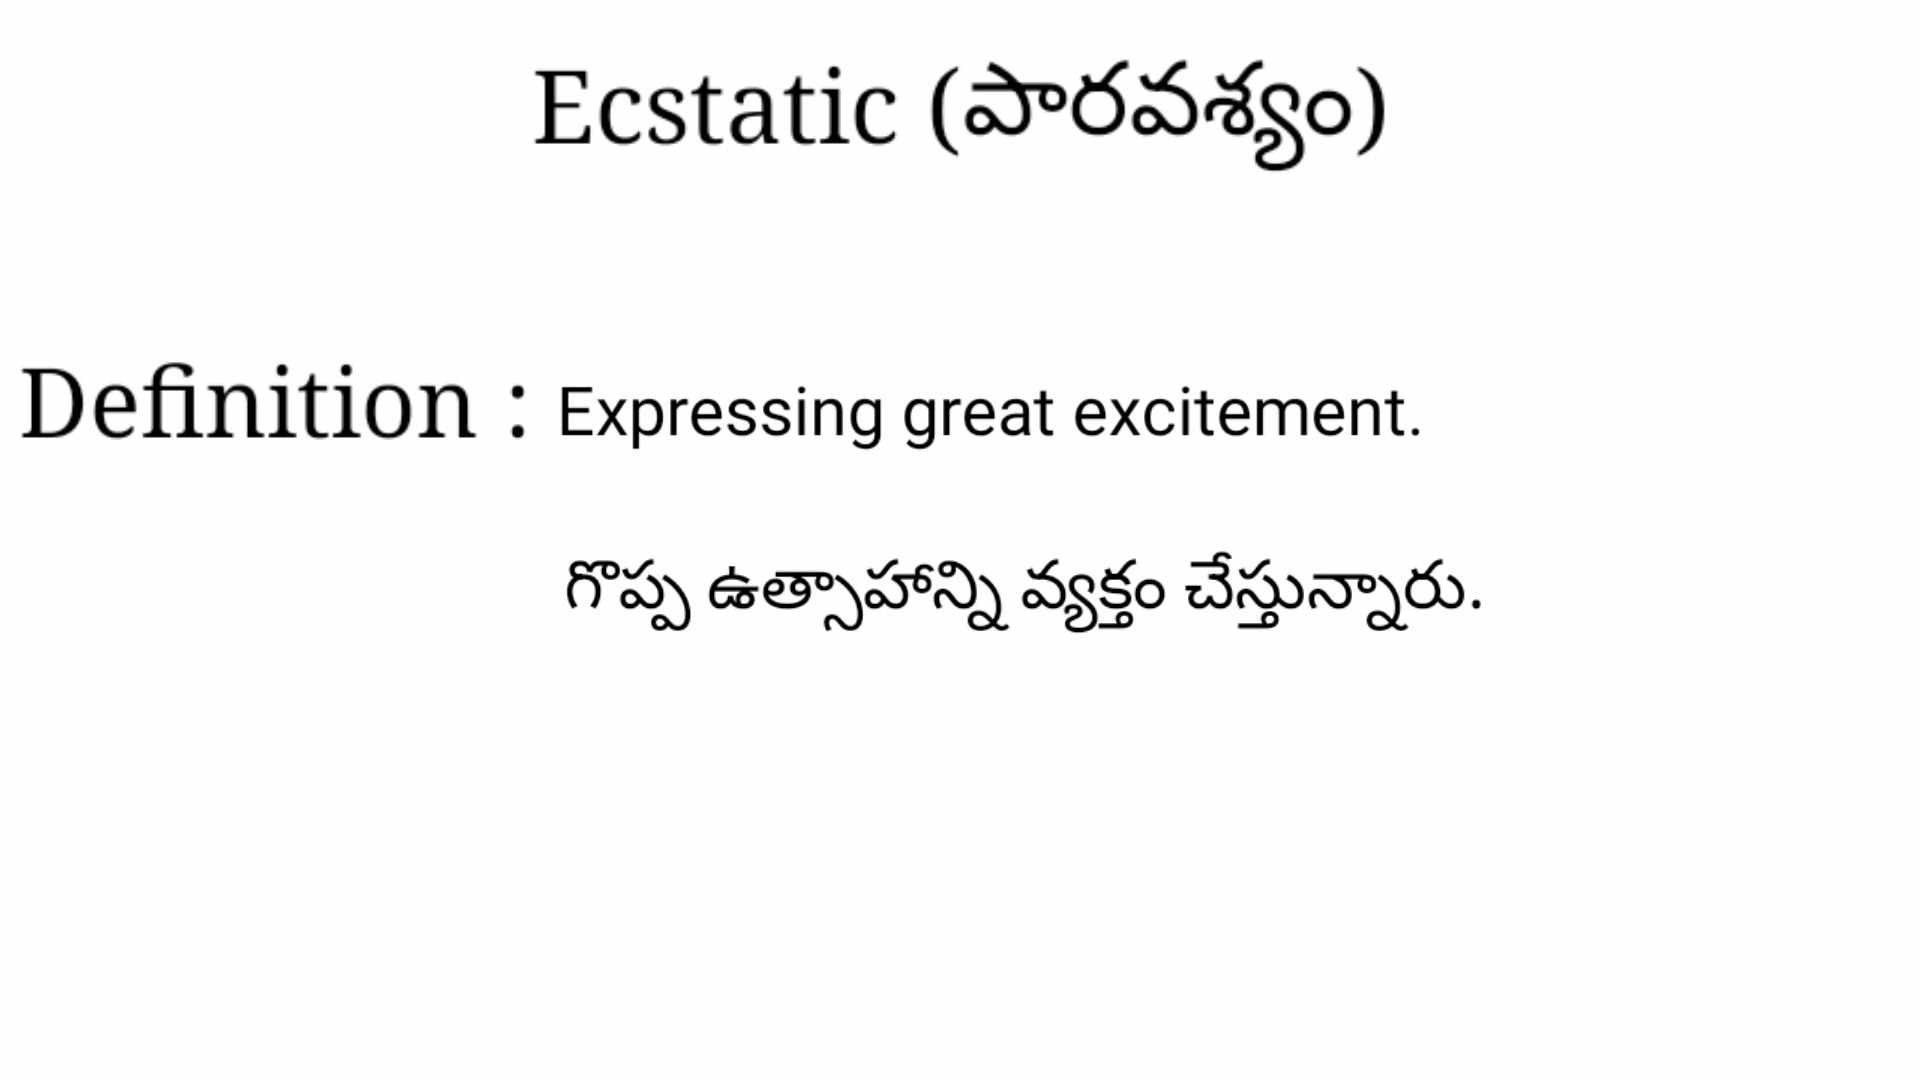 Ecstatic (పారవశ్యం)
Definition : Expressing great excitement.
గొప్ప ఉత్సాహాన్ని వ్యక్తం చేస్తున్నారు.